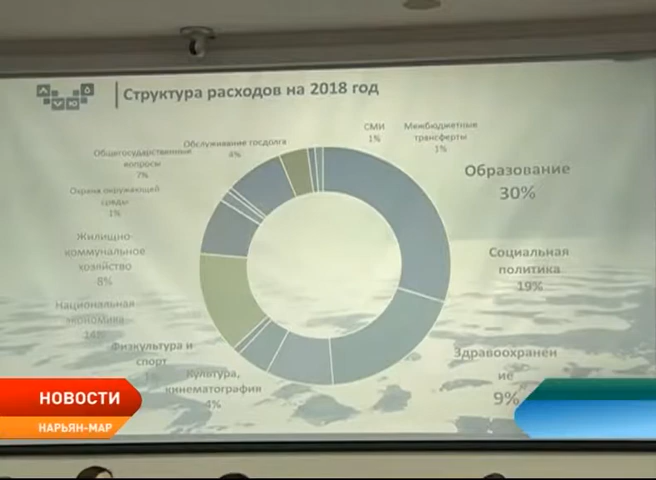 Структура расходов на 2018 год
СМИ
1%
Межбюджетные
трансферты
1%
Обслуживание госдолга
4%
Общегосударственные
вопросы
7%
Образование
30%
Охрана окружающей
среды
1%
Жилищно-
коммунальное
хозяйство
8%
Социальная
политика
19%
Национальная
экономика
Физкультура и
спорт
Здравоохранен
ие
9%
Культура,
кинематография
4%
НОВОСТИ
НАРЬЯН-МАР